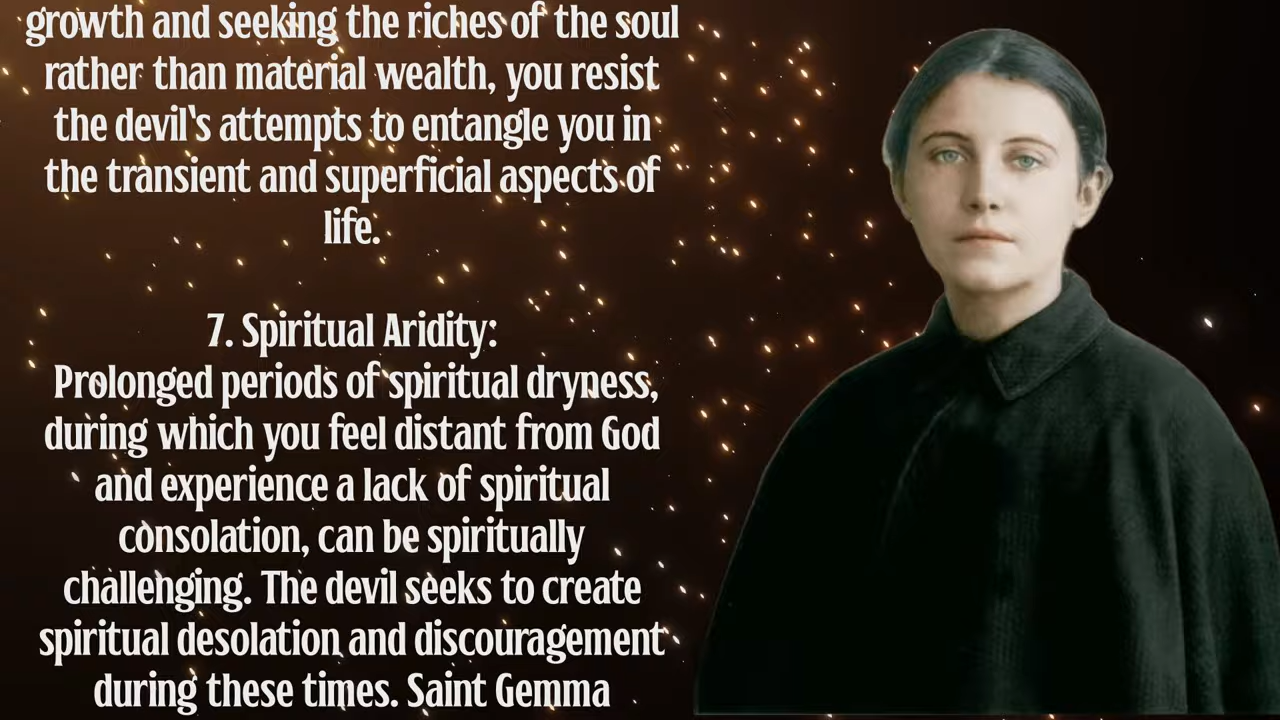 growth and seeking the riches of the soul
rather than material wealth, you resist
the devil's attempts to entangle you in
the transient and superficial aspects of
life.
7. Spiritual Aridity:
Prolonged periods of spiritual dryness,
during which you feel distant from God
and experience a lack of spiritual
consolation, can be spiritually
challenging. The devil seeks to create
spiritual desolation and discouragement
during these times. Saint Gemma